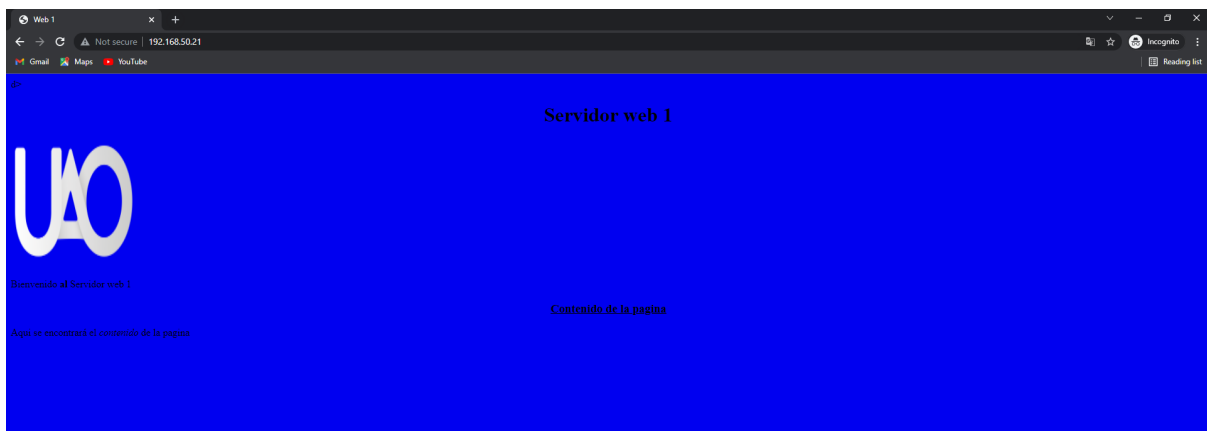 Web 1
Not secure | 192.168.50.21
Incognito
Gmail Maps YouTube
Reading list
Servidor web 1
UAO
Bienvenido al Servidor web 1
Contenido de la pagina
Aqui se encuentra el contenido de la pagina